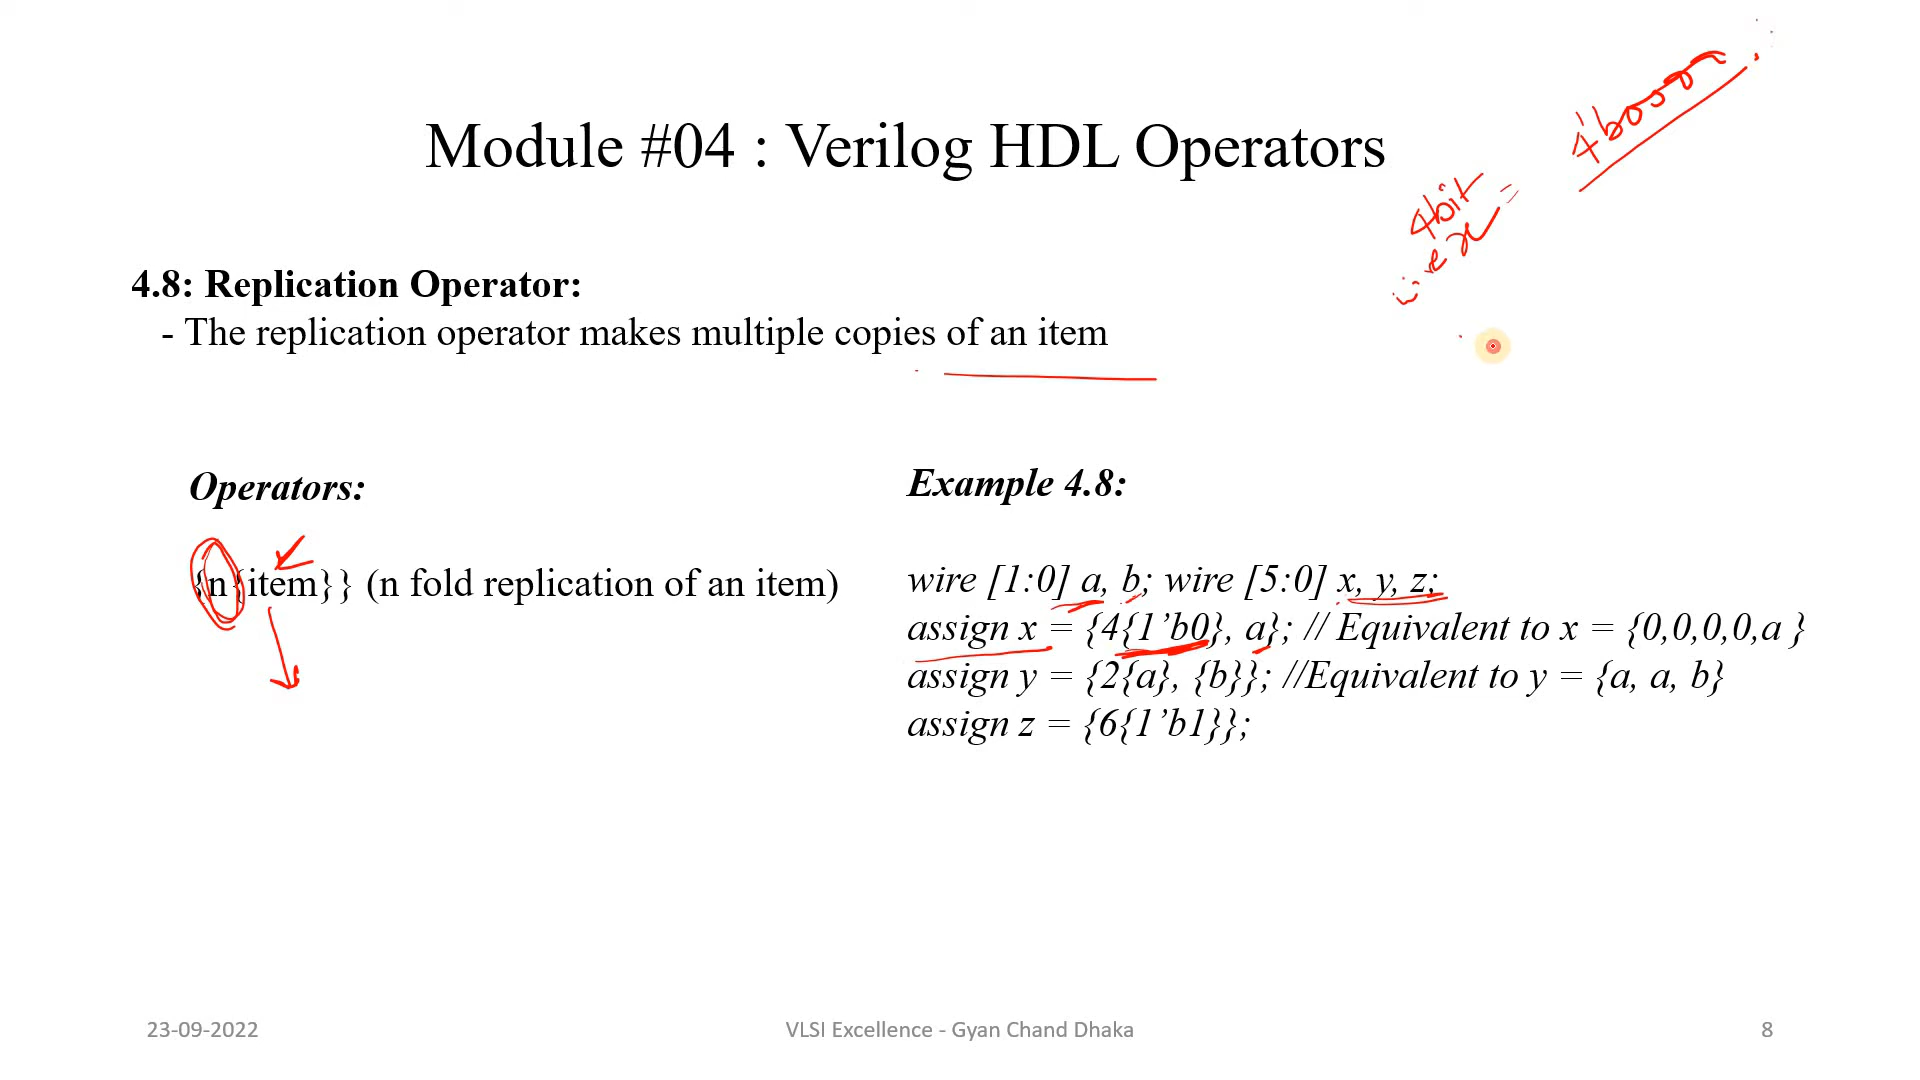 4'b0000
4bit
wire x =
Module #04 : Verilog HDL Operators
4.8: Replication Operator:
- The replication operator makes multiple copies of an item
Operators:
{n{item}} (n fold replication of an item)
Example 4.8:
wire [1:0] a, b; wire [5:0] x, y, z;
assign x = {4{1’b0}, a}; // Equivalent to x = {0,0,0,0,a }
assign y = {2{a}, {b}}; //Equivalent to y = {a, a, b}
assign z = {6{1’b1}};
23-09-2022
VLSI Excellence - Gyan Chand Dhaka
8